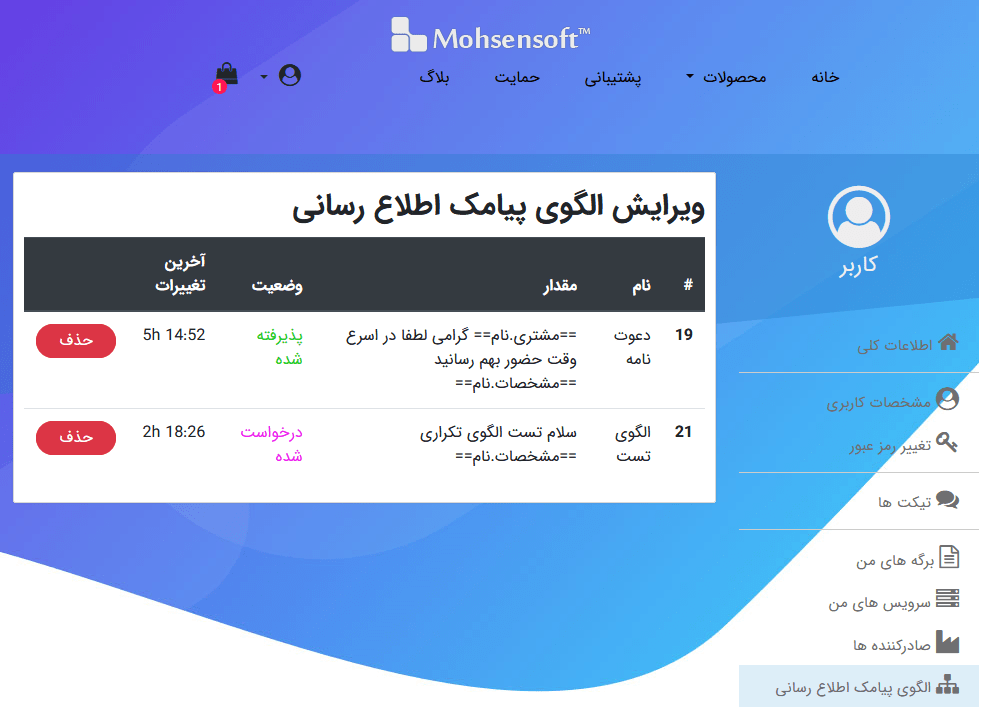 Mohsensoft™
خانه
محصولات
پشتیبانی
حمایت
بلاگ
1
کاربر
اطلاعات کلی
مشخصات کاربری
تغییر رمز عبور
تیکت ها
برگه های من
سرویس های من
صادرکننده ها
الگوی پیامک اطلاع رسانی
ویرایش الگوی پیامک اطلاع رسانی
# نام مقدار وضعیت آخرین
تغییرات
19 دعوت ==مشتری.نام== گرامی لطفا در اسرع پذیرفته 5h 14:52 حذف
نامه وقت حضور بهم رسانید شده
==مشخصات.نام==
21 الگوی سلام تست الگوی تکراری درخواست 2h 18:26 حذف
تست ==مشخصات.نام== شده